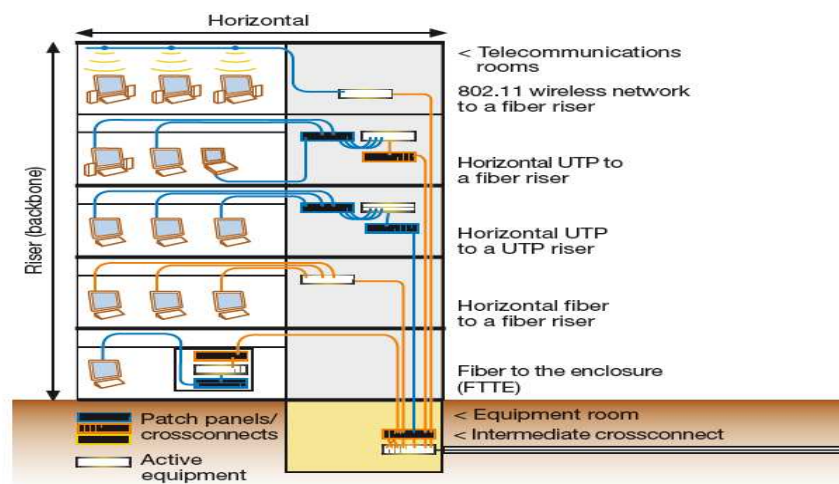 Horizontal
Riser (backbone)
< Telecommunications
rooms
802.11 wireless network
to a fiber riser
Horizontal UTP to
a fiber riser
Horizontal UTP
to a UTP riser
Horizontal fiber
to a fiber riser
Fiber to the enclosure
(FTTE)
< Equipment room
< Intermediate crossconnect
Patch panels/
crossconnects
Active
equipment